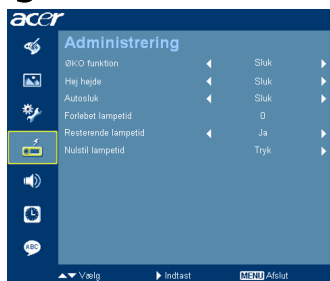 acer
Administrering
ØKO funktion Sluk
Høj højde Sluk
Autosluk Sluk
Forløbet lampetid 0
Resterende lampetid Ja
Nulstil lampetid Tryk
ABC
Vælg Indtast MENU Afslut